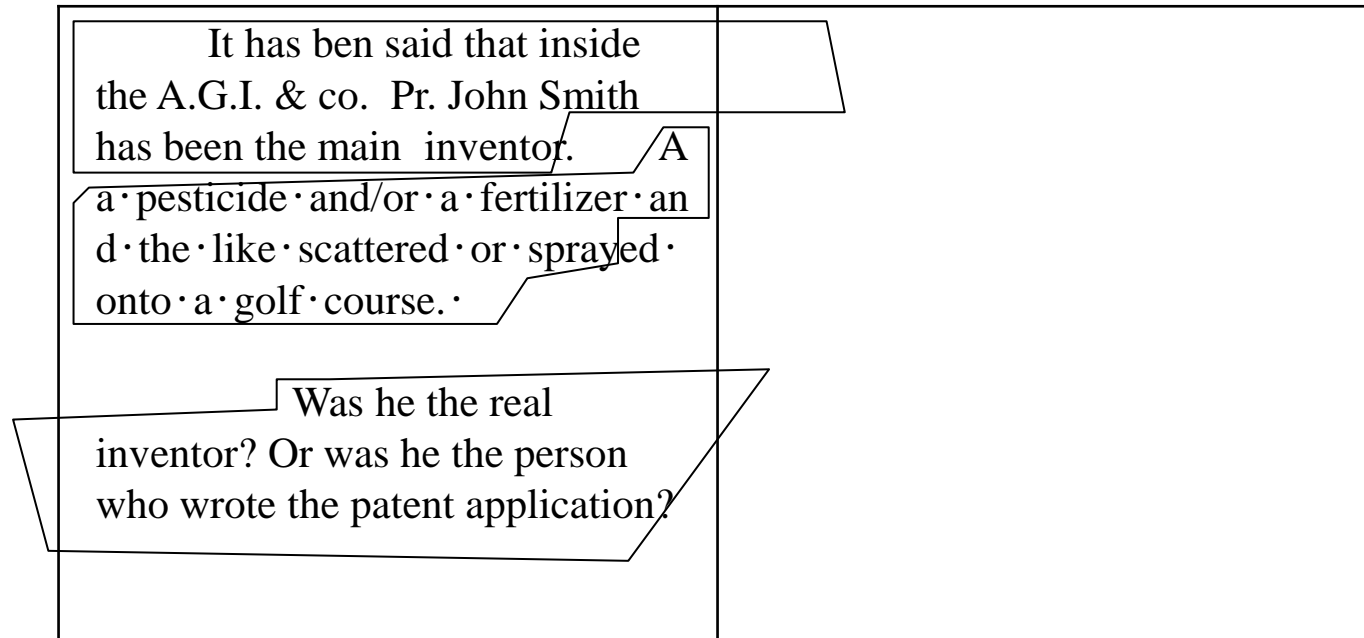 It has ben said that inside
the A.G.I. & co.  Pr. John Smith
has been the main  inventor.       A
a·pesticide·and/or·a·fertilizer·an
d·the·like·scattered·or·sprayed·
onto·a·golf·course.·
Was he the real
inventor? Or was he the person
who wrote the patent application?